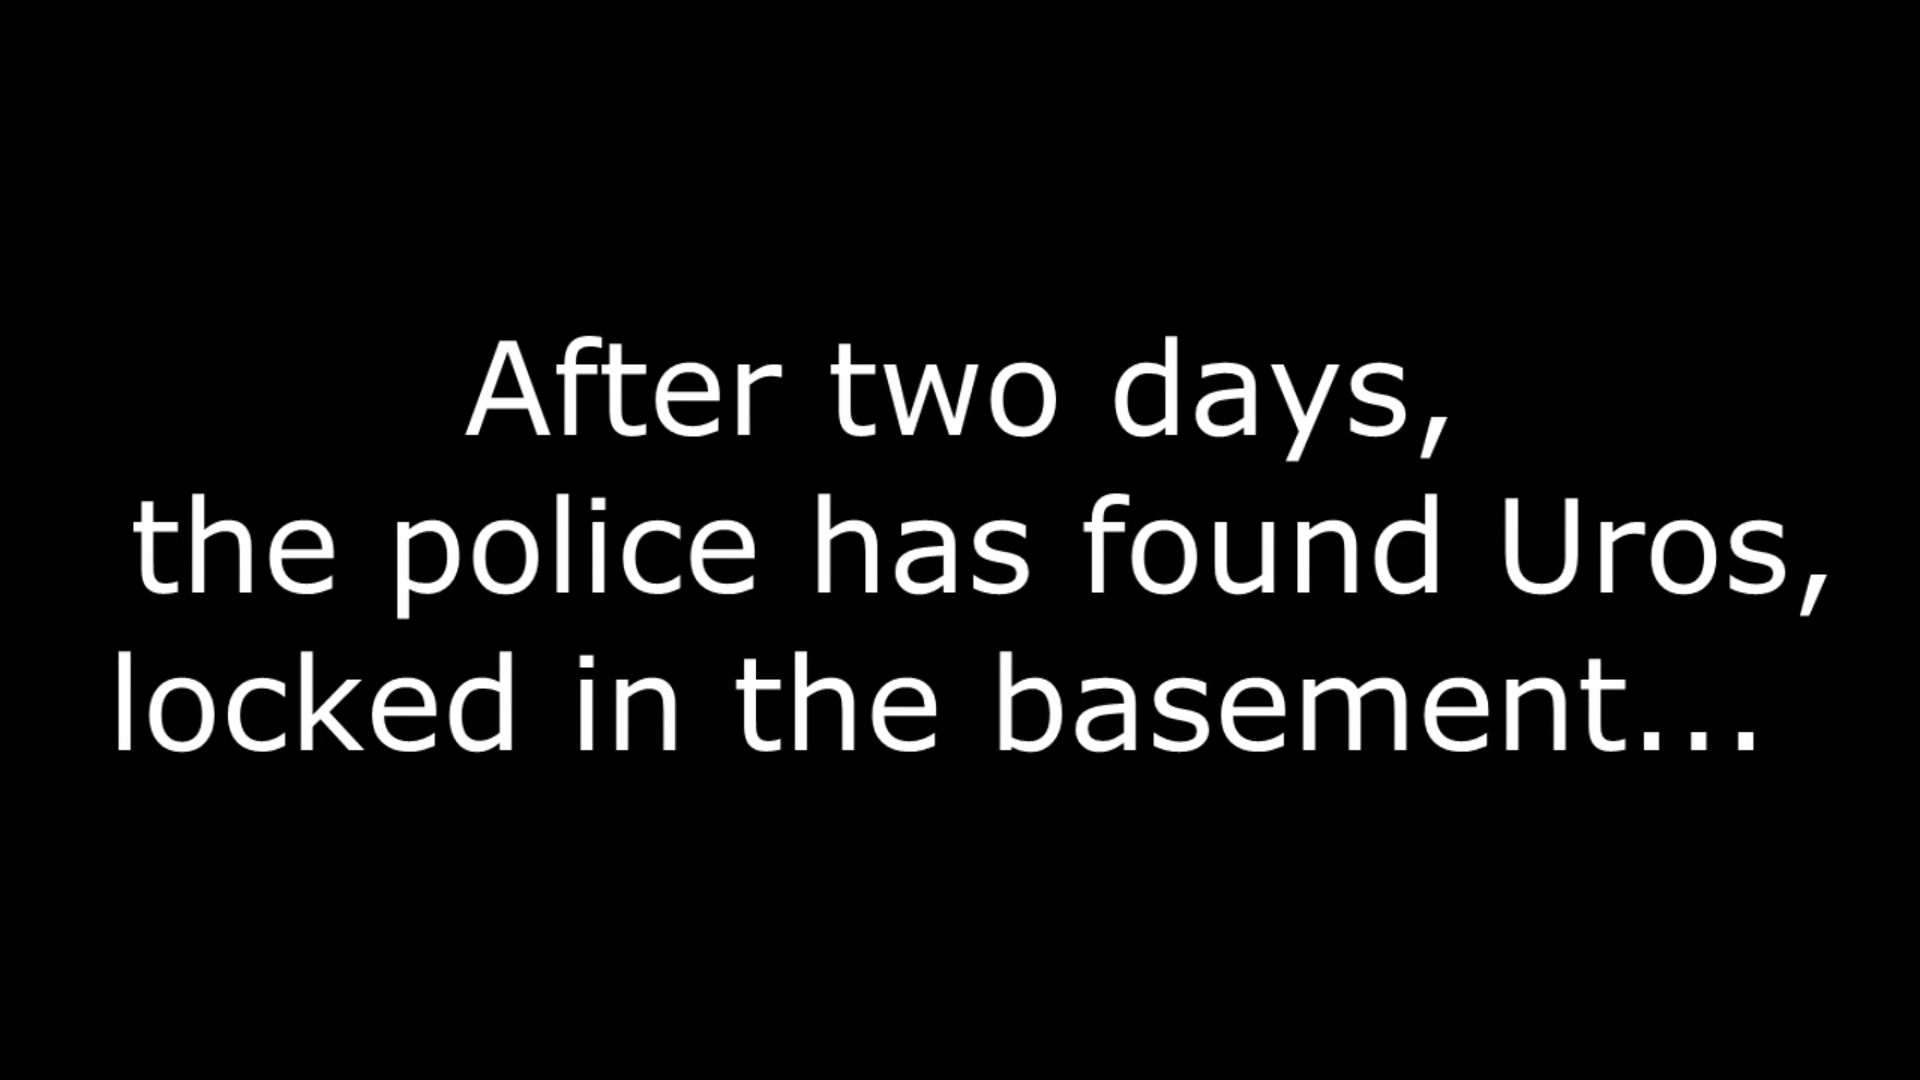 After two days,
the police has found Uros,
locked in the basement...